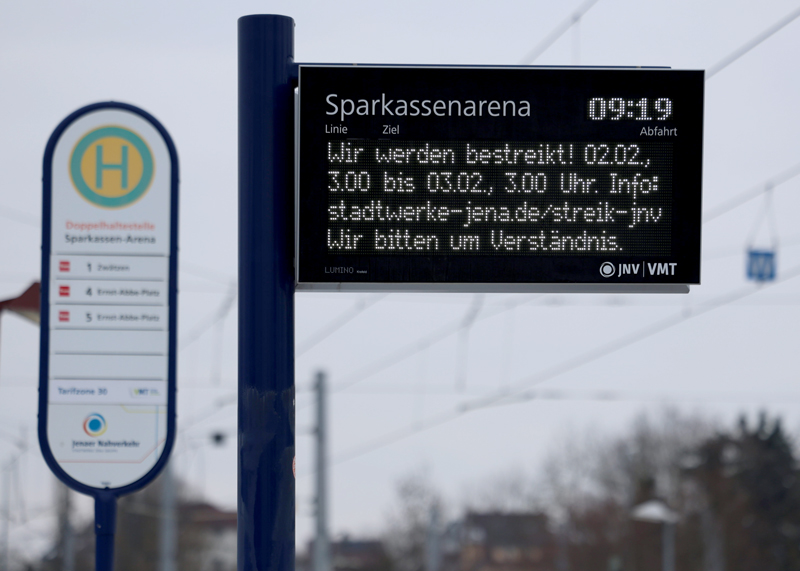 Sparkassenarena 09:19
Linie Ziel Abfahrt
Wir werden bestreikt! 02.02.,
3.00 bis 03.02., 3.00 Uhr. Info:
stadtwerke-jena.de/streik-jnv
Wir bitten um Verständnis.
LUMINO
JNV VMT
H
Doppelhaltestelle
Sparkassen-Arena
1 Zwätzen
4 Ernst-Abbe-Platz
5 Ernst-Abbe-Platz
Tarifzone 30 VMT
Jenaer Nahverkehr